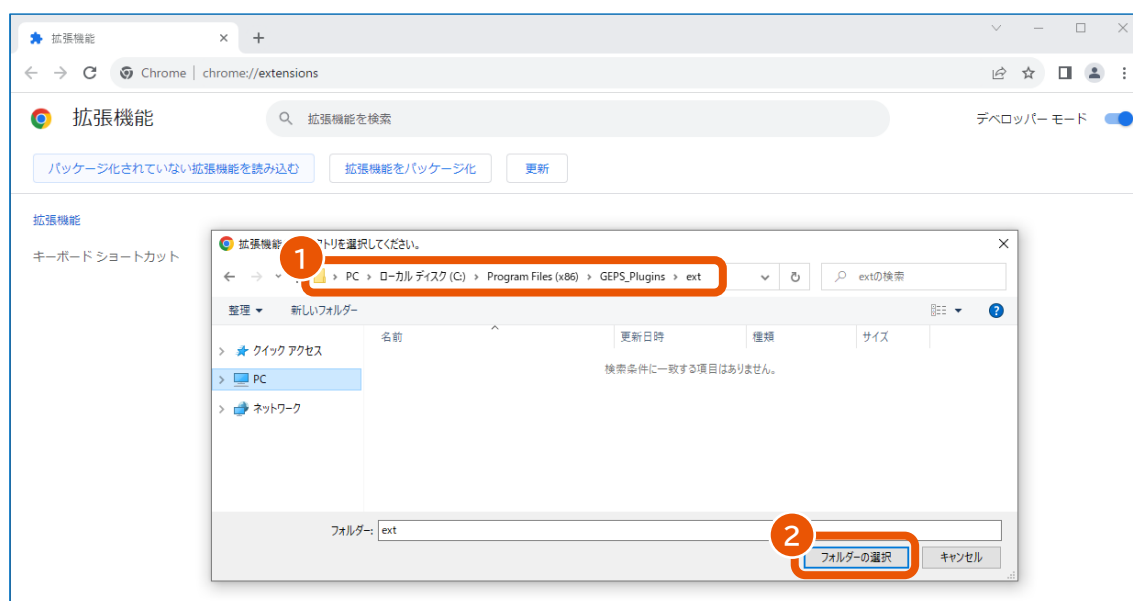 拡張機能
Chrome | chrome://extensions
拡張機能
拡張機能を検索
デベロッパー モード
パッケージ化されていない拡張機能を読み込む
拡張機能をパッケージ化
更新
拡張機能
キーボード ショートカット
拡張機能 トリを選択してください。
1
PC › ローカル ディスク (C:) › Program Files (x86) › GEPS_Plugins › ext
extの検索
整理
新しいフォルダー
名前
更新日時
種類
サイズ
クイック アクセス
検索条件に一致する項目はありません。
PC
ネットワーク
フォルダー: ext
2
フォルダーの選択
キャンセル